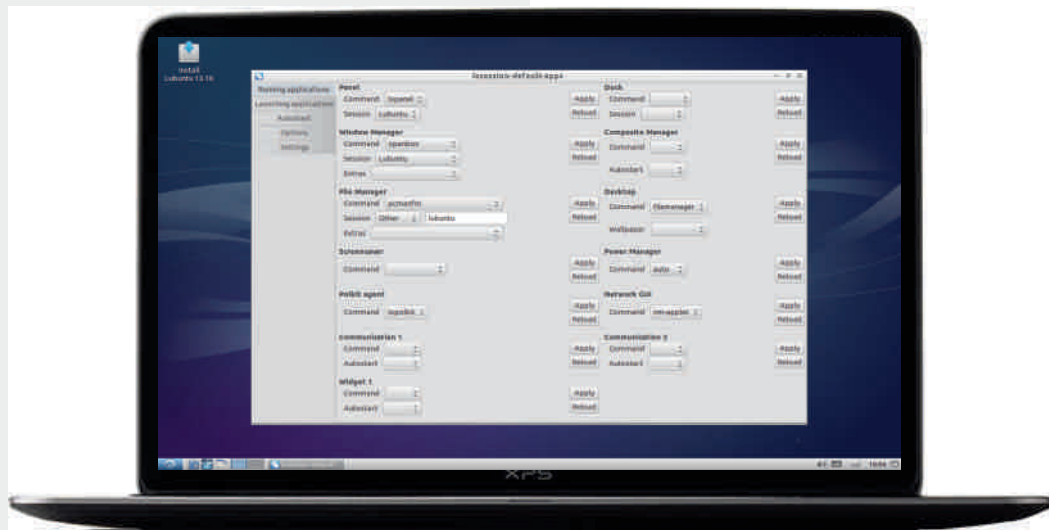 Install
Lubuntu 13.10
lxsession-default-apps
Running applications
Launching applications
Autostart
Options
Settings
Panel
Command lxpanel
Session Lubuntu
Apply
Reload
Dock
Command
Session
Apply
Reload
Window Manager
Command openbox
Session Lubuntu
Extras
Apply
Reload
Composite Manager
Command
Autostart
Apply
Reload
File Manager
Command pcmanfm
Session Other lubuntu
Extras
Apply
Reload
Desktop
Command filemanager
Wallpaper
Apply
Reload
Screensaver
Command
Apply
Reload
Power Manager
Command auto
Apply
Reload
Polkit agent
Command lxpolkit
Apply
Reload
Network GUI
Command nm-applet
Apply
Reload
Communication 1
Command
Autostart
Apply
Reload
Communication 2
Command
Autostart
Apply
Reload
Widget 1
Command
Autostart
Apply
Reload
XPS